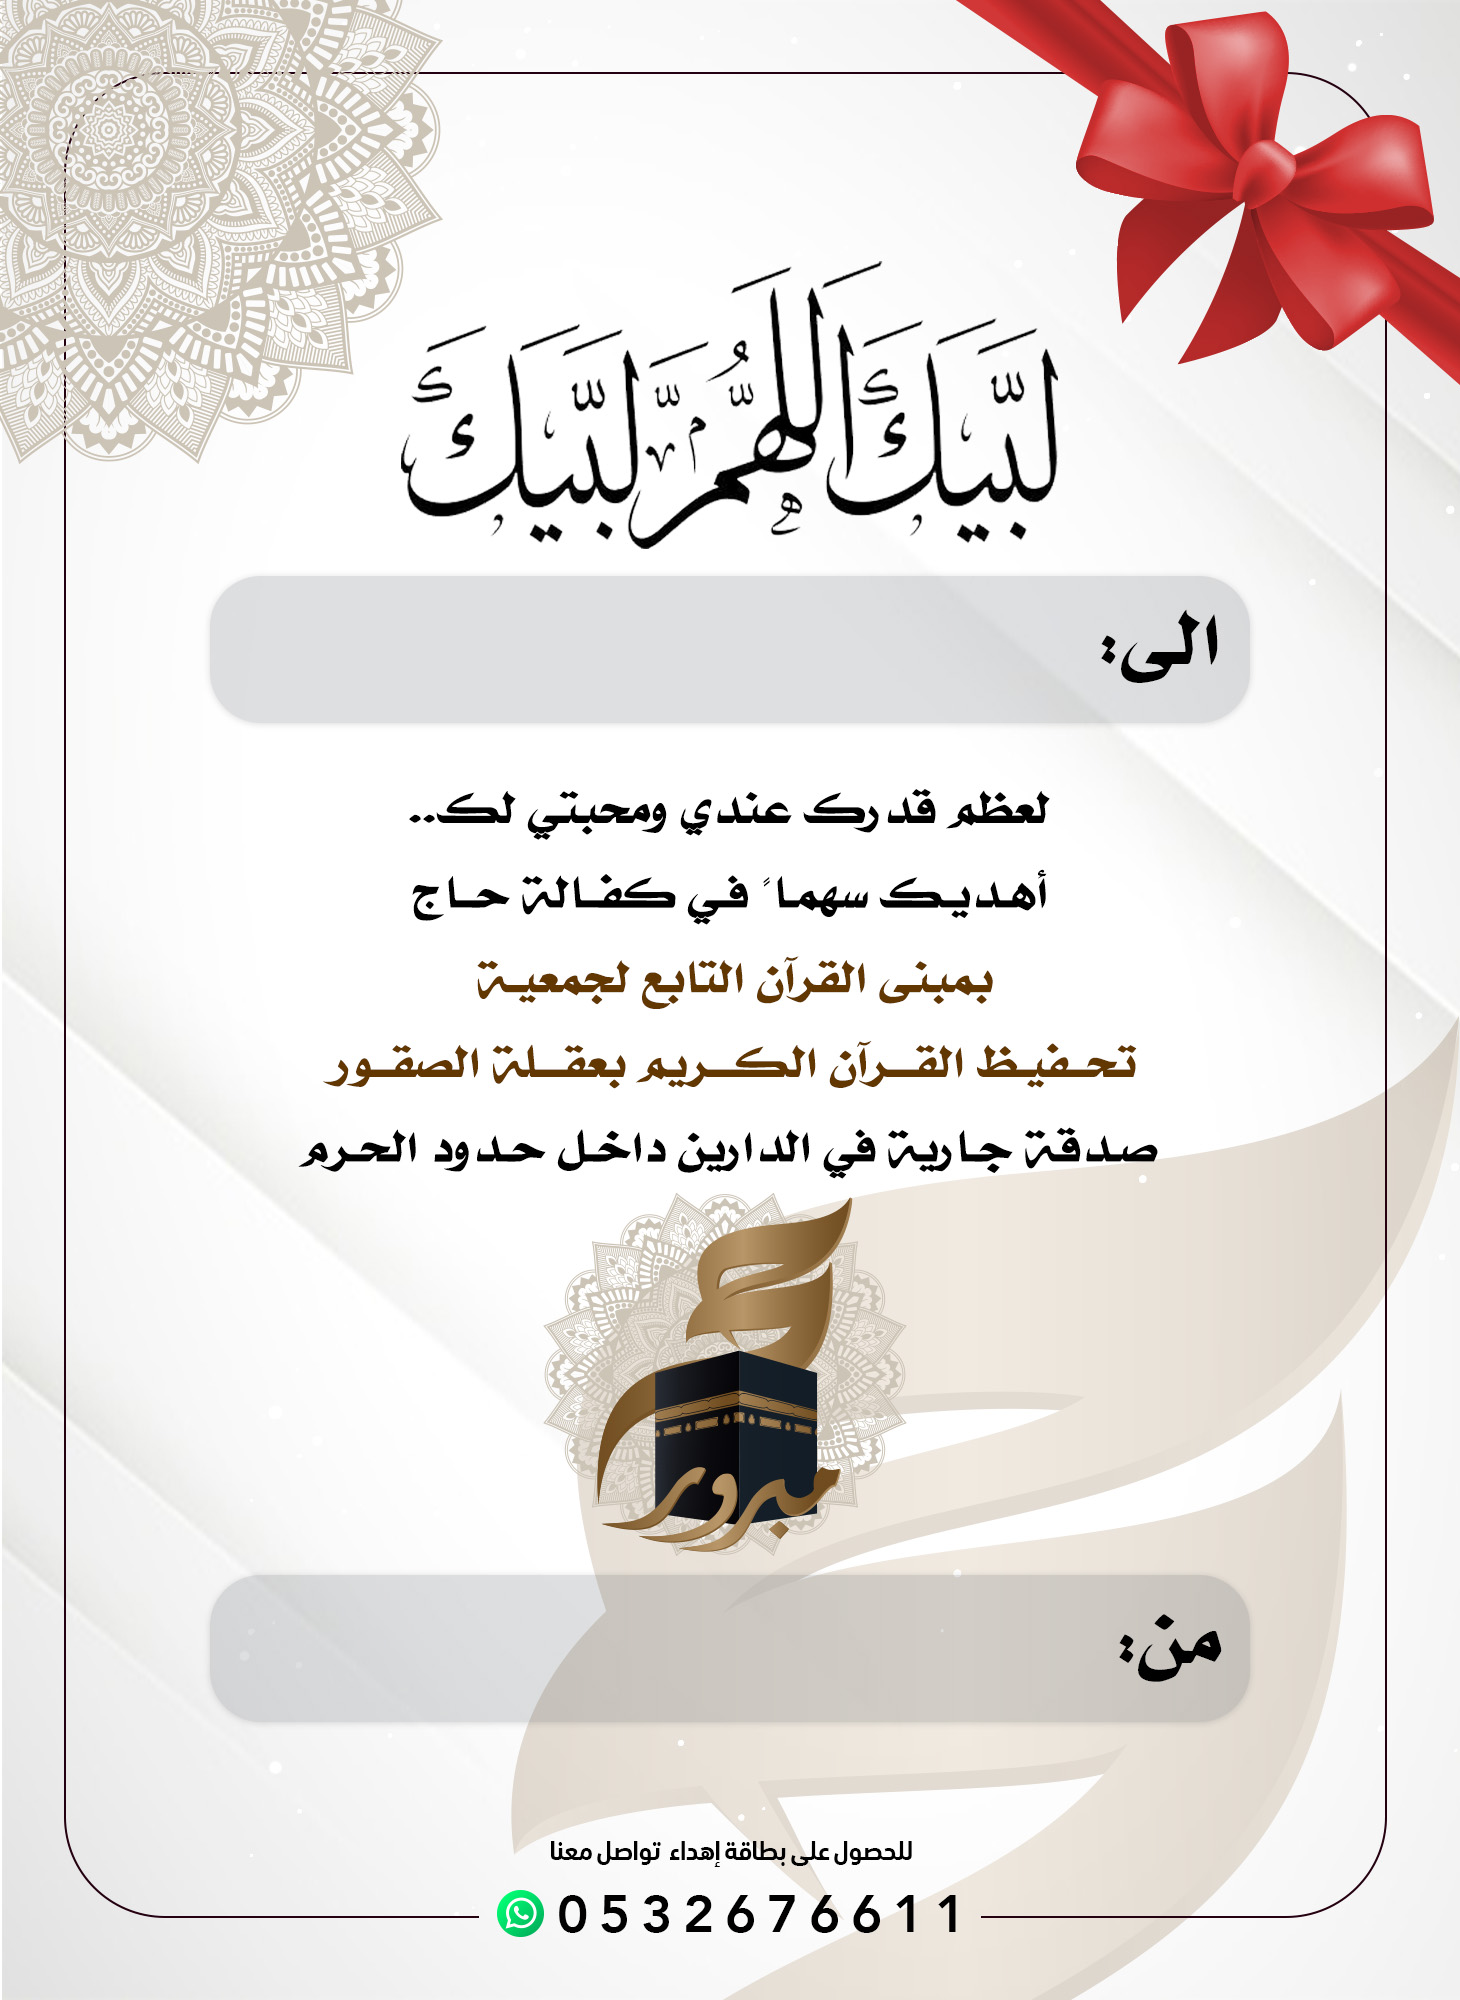 لَبَّيْكَ اللَّهُمَّ لَبَّيْكَ
الى:
لعظم قدرك عندي ومحبتي لك..
أهديك سهماً في كفالة حاج
بمبنى القرآن التابع لجمعية
تحفيظ القرآن الكريم بعقلة الصقور
صدقة جارية في الدارين داخل حدود الحرم
حج
مبرور
من:
للحصول على بطاقة إهداء تواصل معنا
0532676611